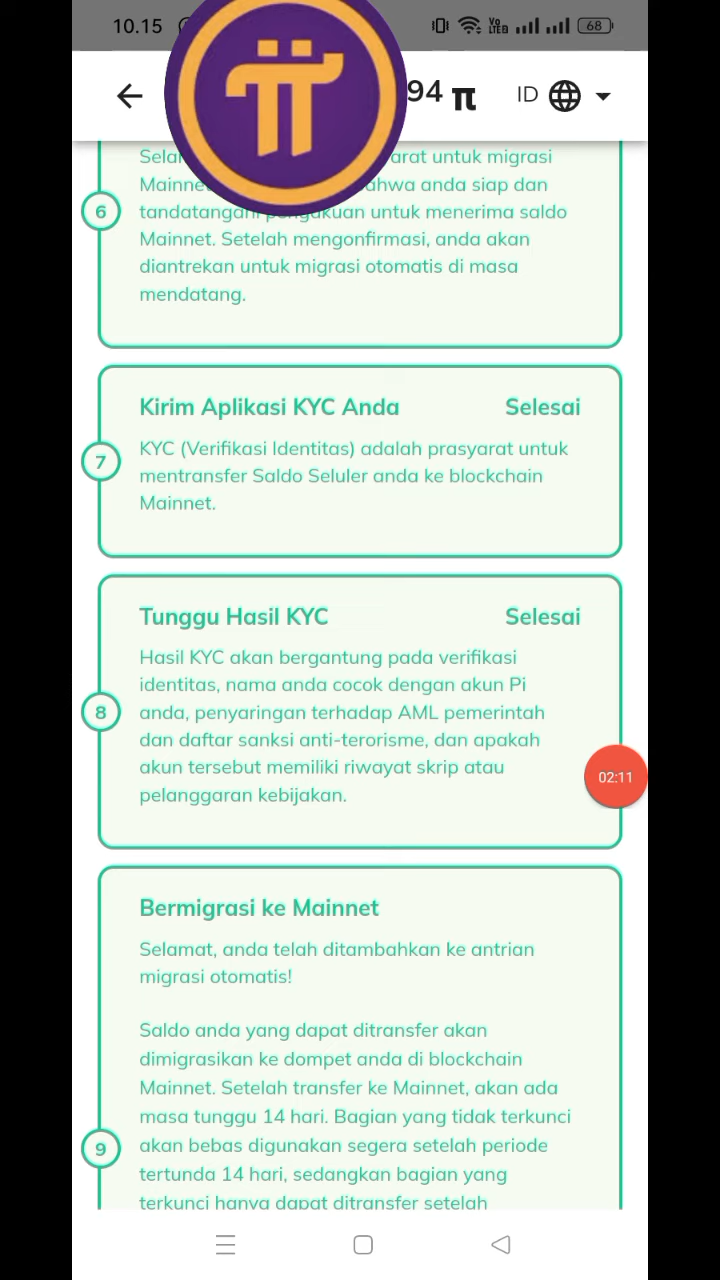 10.15
68
94 π
ID
Selam arat untuk migrasi
Mainne ahwa anda siap dan
tandatangani pengakuan untuk menerima saldo
6
Mainnet. Setelah mengonfirmasi, anda akan
diantrekan untuk migrasi otomatis di masa
mendatang.
Kirim Aplikasi KYC Anda Selesai
KYC (Verifikasi Identitas) adalah prasyarat untuk
7
mentransfer Saldo Seluler anda ke blockchain
Mainnet.
Tunggu Hasil KYC Selesai
Hasil KYC akan bergantung pada verifikasi
identitas, nama anda cocok dengan akun Pi
8
anda, penyaringan terhadap AML pemerintah
dan daftar sanksi anti-terorisme, dan apakah
akun tersebut memiliki riwayat skrip atau
02:11
pelanggaran kebijakan.
Bermigrasi ke Mainnet
Selamat, anda telah ditambahkan ke antrian
migrasi otomatis!
Saldo anda yang dapat ditransfer akan
dimigrasikan ke dompet anda di blockchain
Mainnet. Setelah transfer ke Mainnet, akan ada
masa tunggu 14 hari. Bagian yang tidak terkunci
9
akan bebas digunakan segera setelah periode
tertunda 14 hari, sedangkan bagian yang
terkunci hanya dapat ditransfer setelah